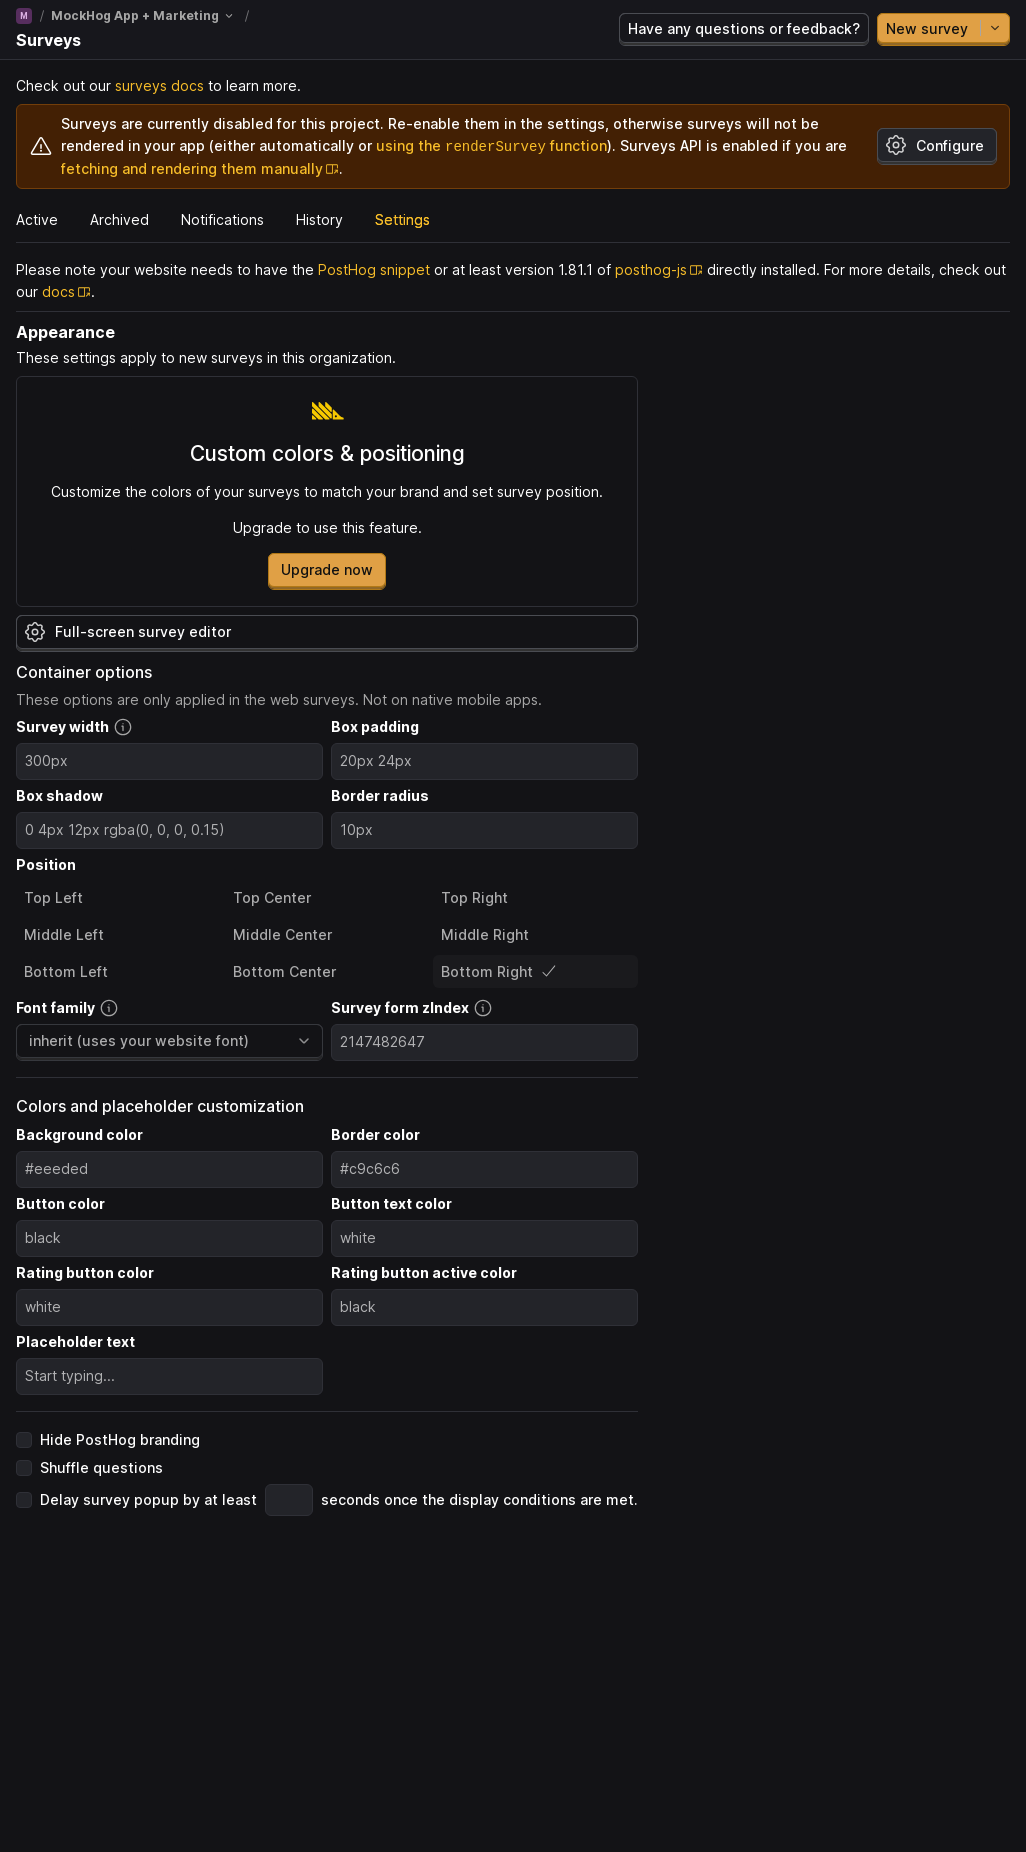 M / MockHog App + Marketing /
Surveys
Have any questions or feedback?
New survey
Check out our surveys docs to learn more.
Surveys are currently disabled for this project. Re-enable them in the settings, otherwise surveys will not be
rendered in your app (either automatically or using the renderSurvey function). Surveys API is enabled if you are
fetching and rendering them manually.
Configure
Active Archived Notifications History Settings
Please note your website needs to have the PostHog snippet or at least version 1.81.1 of posthog-js directly installed. For more details, check out
our docs.
Appearance
These settings apply to new surveys in this organization.
Custom colors & positioning
Customize the colors of your surveys to match your brand and set survey position.
Upgrade to use this feature.
Upgrade now
Full-screen survey editor
Container options
These options are only applied in the web surveys. Not on native mobile apps.
Survey width Box padding
300px 20px 24px
Box shadow Border radius
0 4px 12px rgba(0, 0, 0, 0.15) 10px
Position
Top Left Top Center Top Right
Middle Left Middle Center Middle Right
Bottom Left Bottom Center Bottom Right
Font family Survey form zIndex
inherit (uses your website font) 2147482647
Colors and placeholder customization
Background color Border color
#eeeded #c9c6c6
Button color Button text color
black white
Rating button color Rating button active color
white black
Placeholder text
Start typing...
Hide PostHog branding
Shuffle questions
Delay survey popup by at least seconds once the display conditions are met.